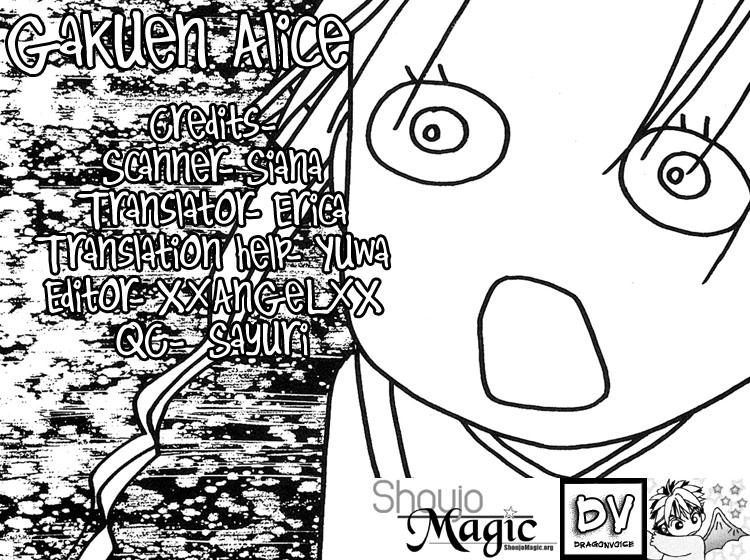 Gakuen Alice
Credits-
Scanner- Siana
Translator- Erica
Translation help- Yuwa
Editor- XXAngelXX
QC- Sayuri
Shoujo
Magic
ShoujoMagic.org
DV
DRAGONVOICE